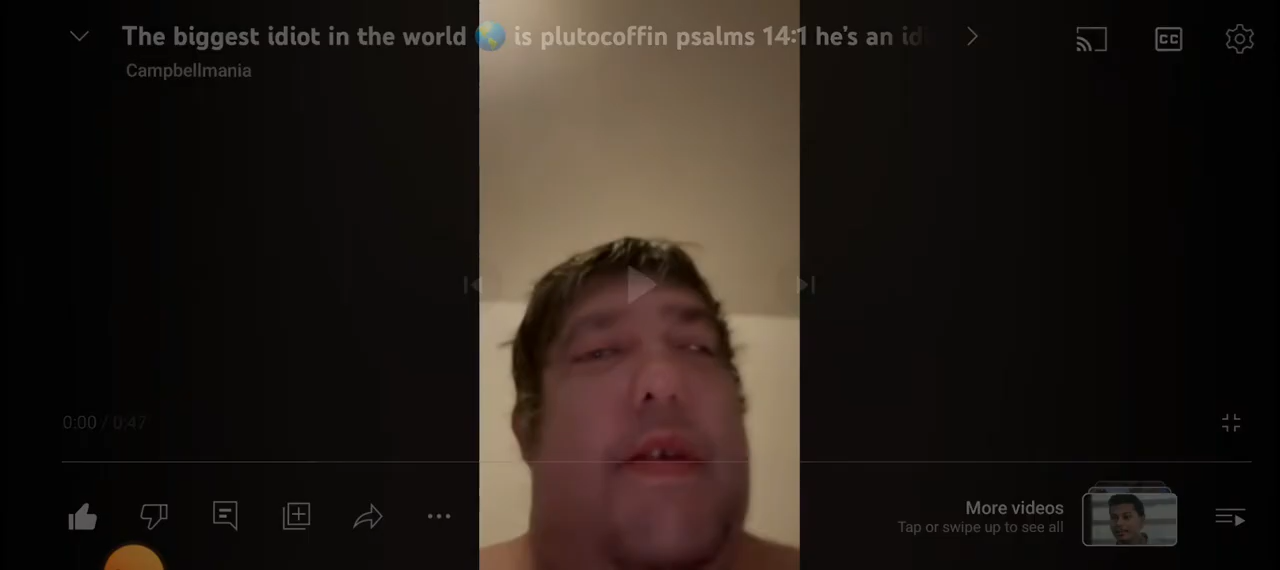 The biggest idiot in the world 🌎 is plutocoffin psalms 14:1 he's an id
Campbellmania
CC
0:00 / 0:47
More videos
Tap or swipe up to see all